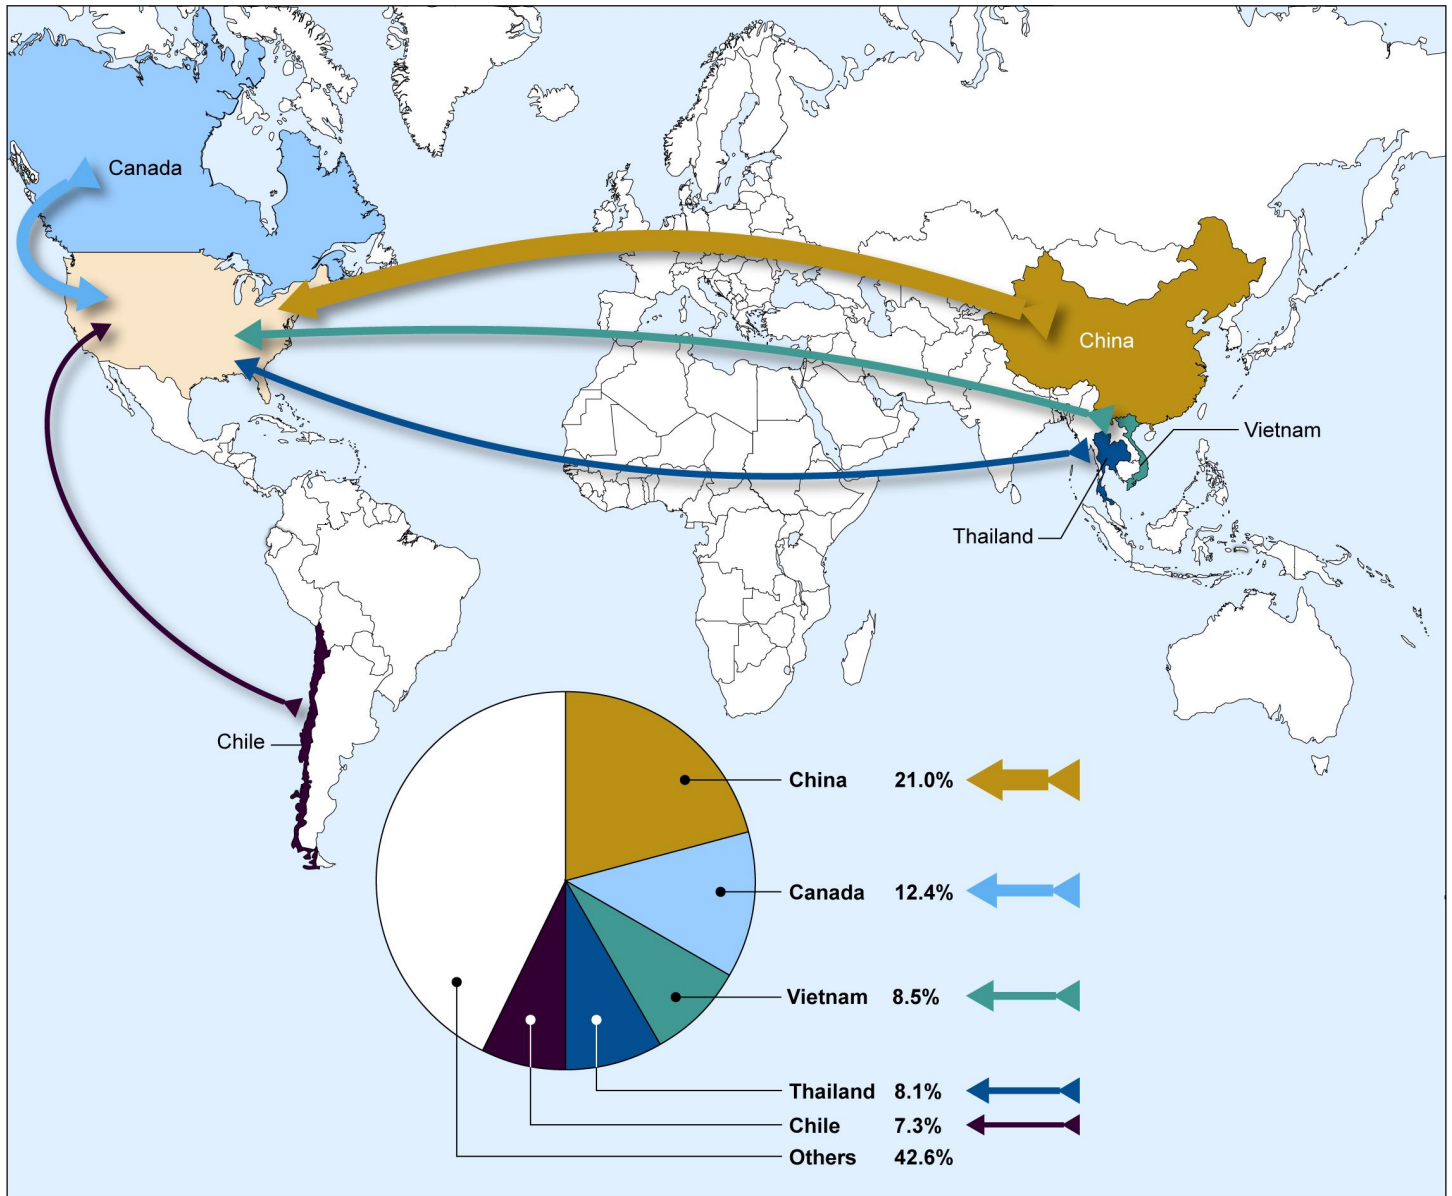 Canada
China
Vietnam
Thailand
Chile
China 21.0%
Canada 12.4%
Vietnam 8.5%
Thailand 8.1%
Chile 7.3%
Others 42.6%